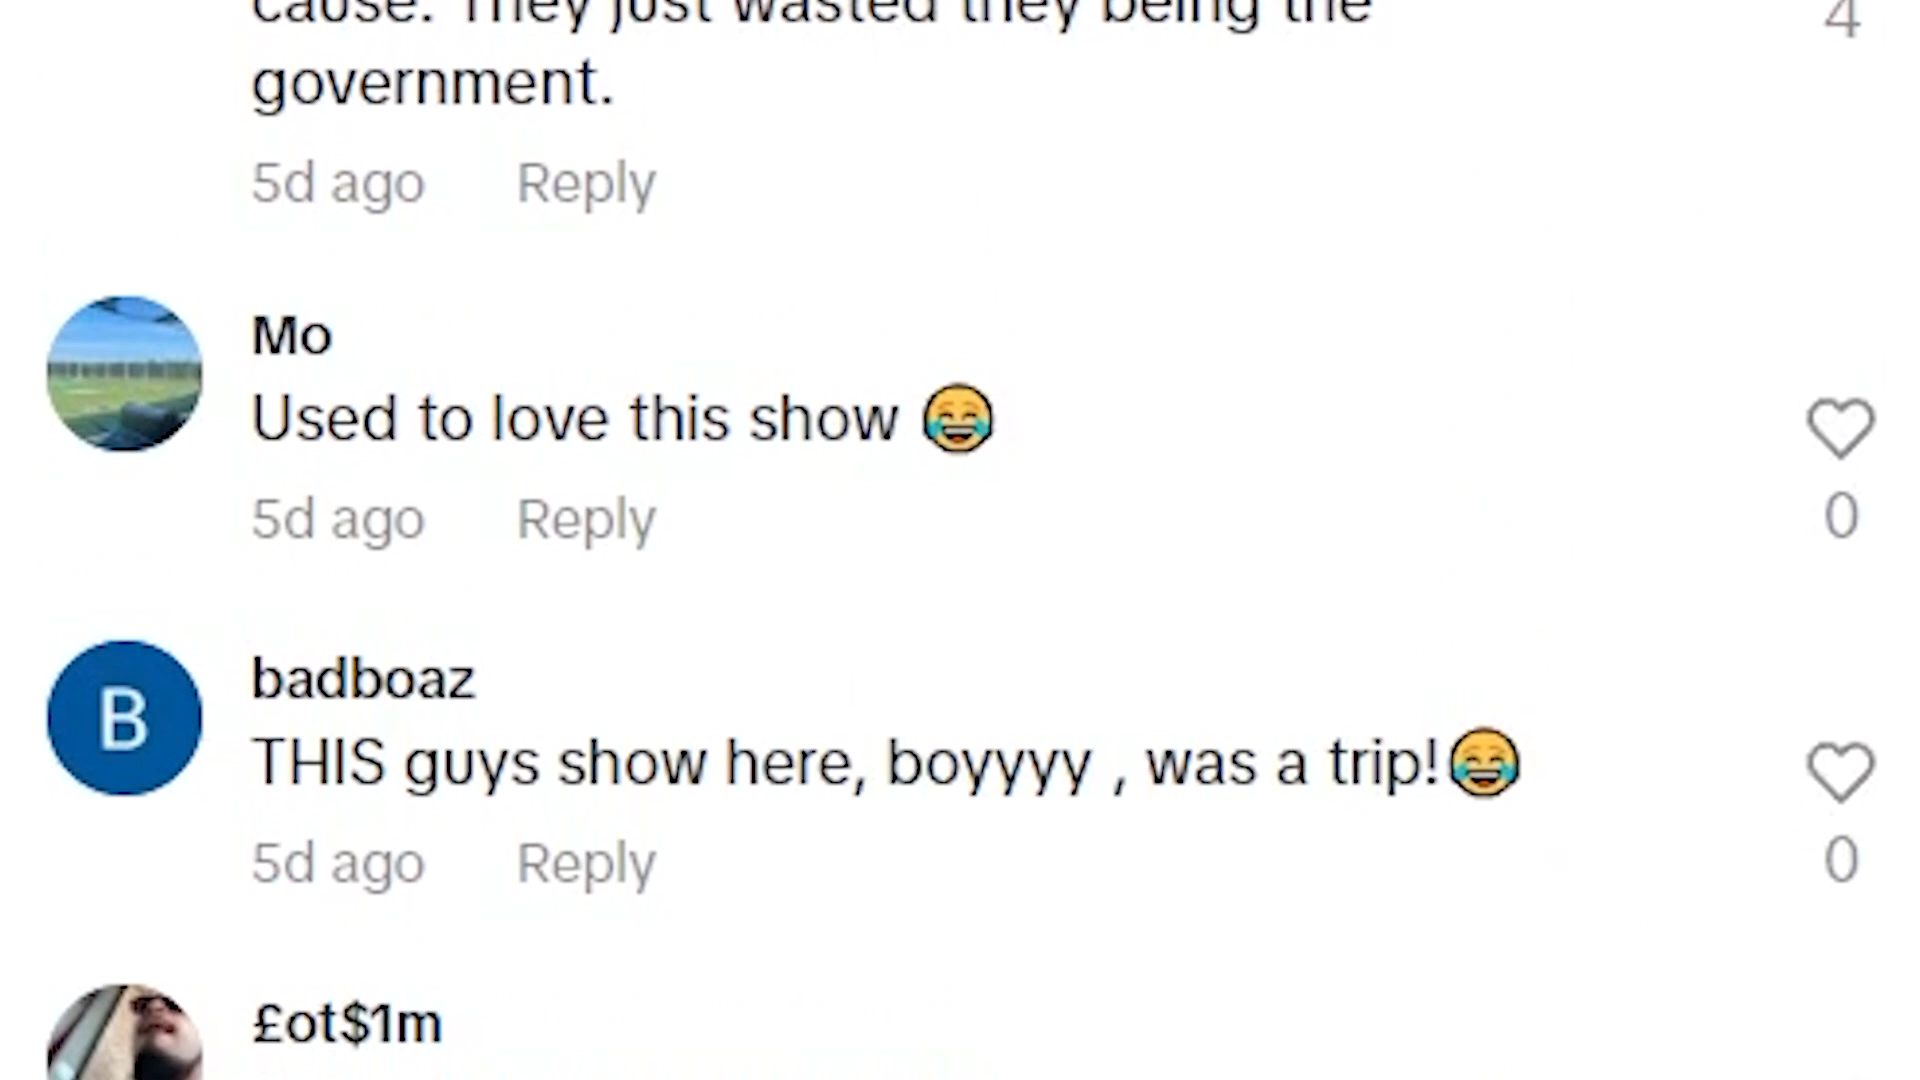 cause. They just wasted they being the
4
government.
5d ago Reply
Mo
Used to love this show 😂
5d ago Reply
0
B
badboaz
THIS guys show here, boyyyy , was a trip!😂
5d ago Reply
0
£ot$1m